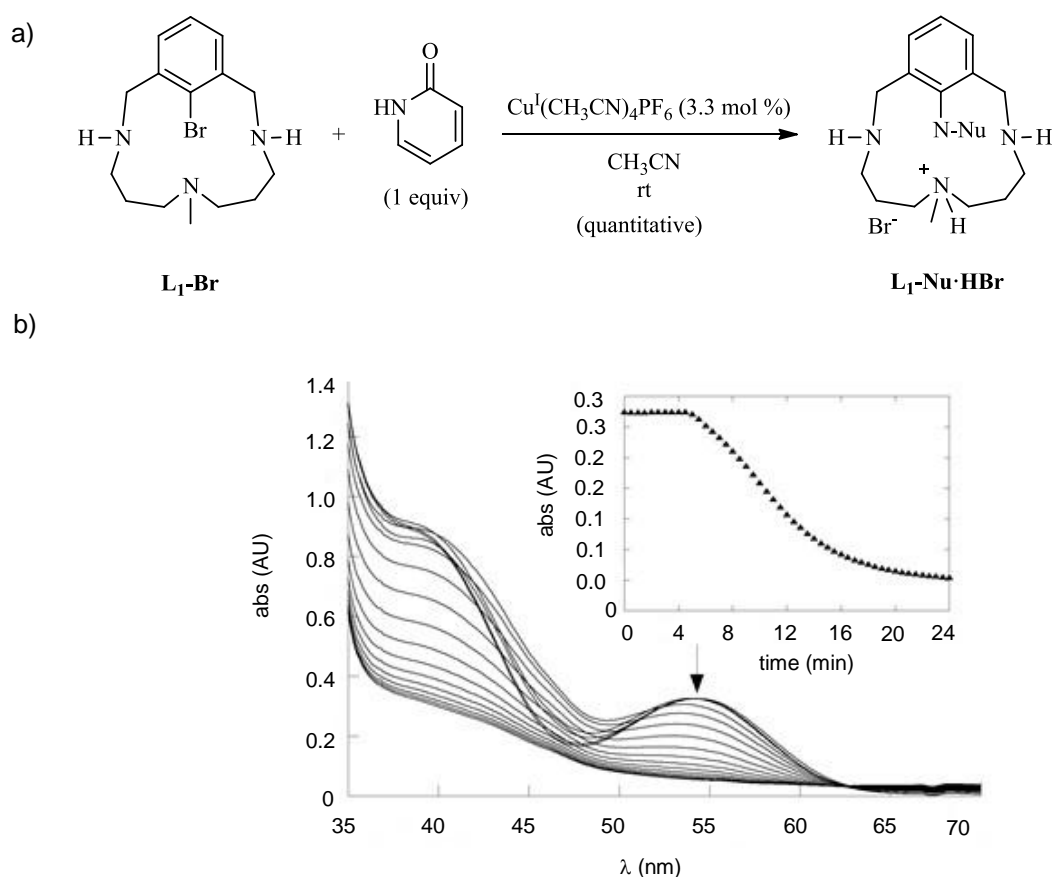 a)
O
HN
Br
H
N
N
H
N
+
(1 equiv)
Cu^I(CH3CN)4PF6 (3.3 mol %)
CH3CN
rt
(quantitative)
H
N
N-Nu
N
H
+
N
Br-
H
L1-Br
L1-Nu·HBr
b)
1.4
1.2
1.0
0.8
0.6
0.4
0.2
0
abs (AU)
35 40 45 50 55 60 65 70
λ (nm)
0.3
0.3
0.2
0.2
0.1
0.1
0.0
0
abs (AU)
0 4 8 12 16 20 24
time (min)